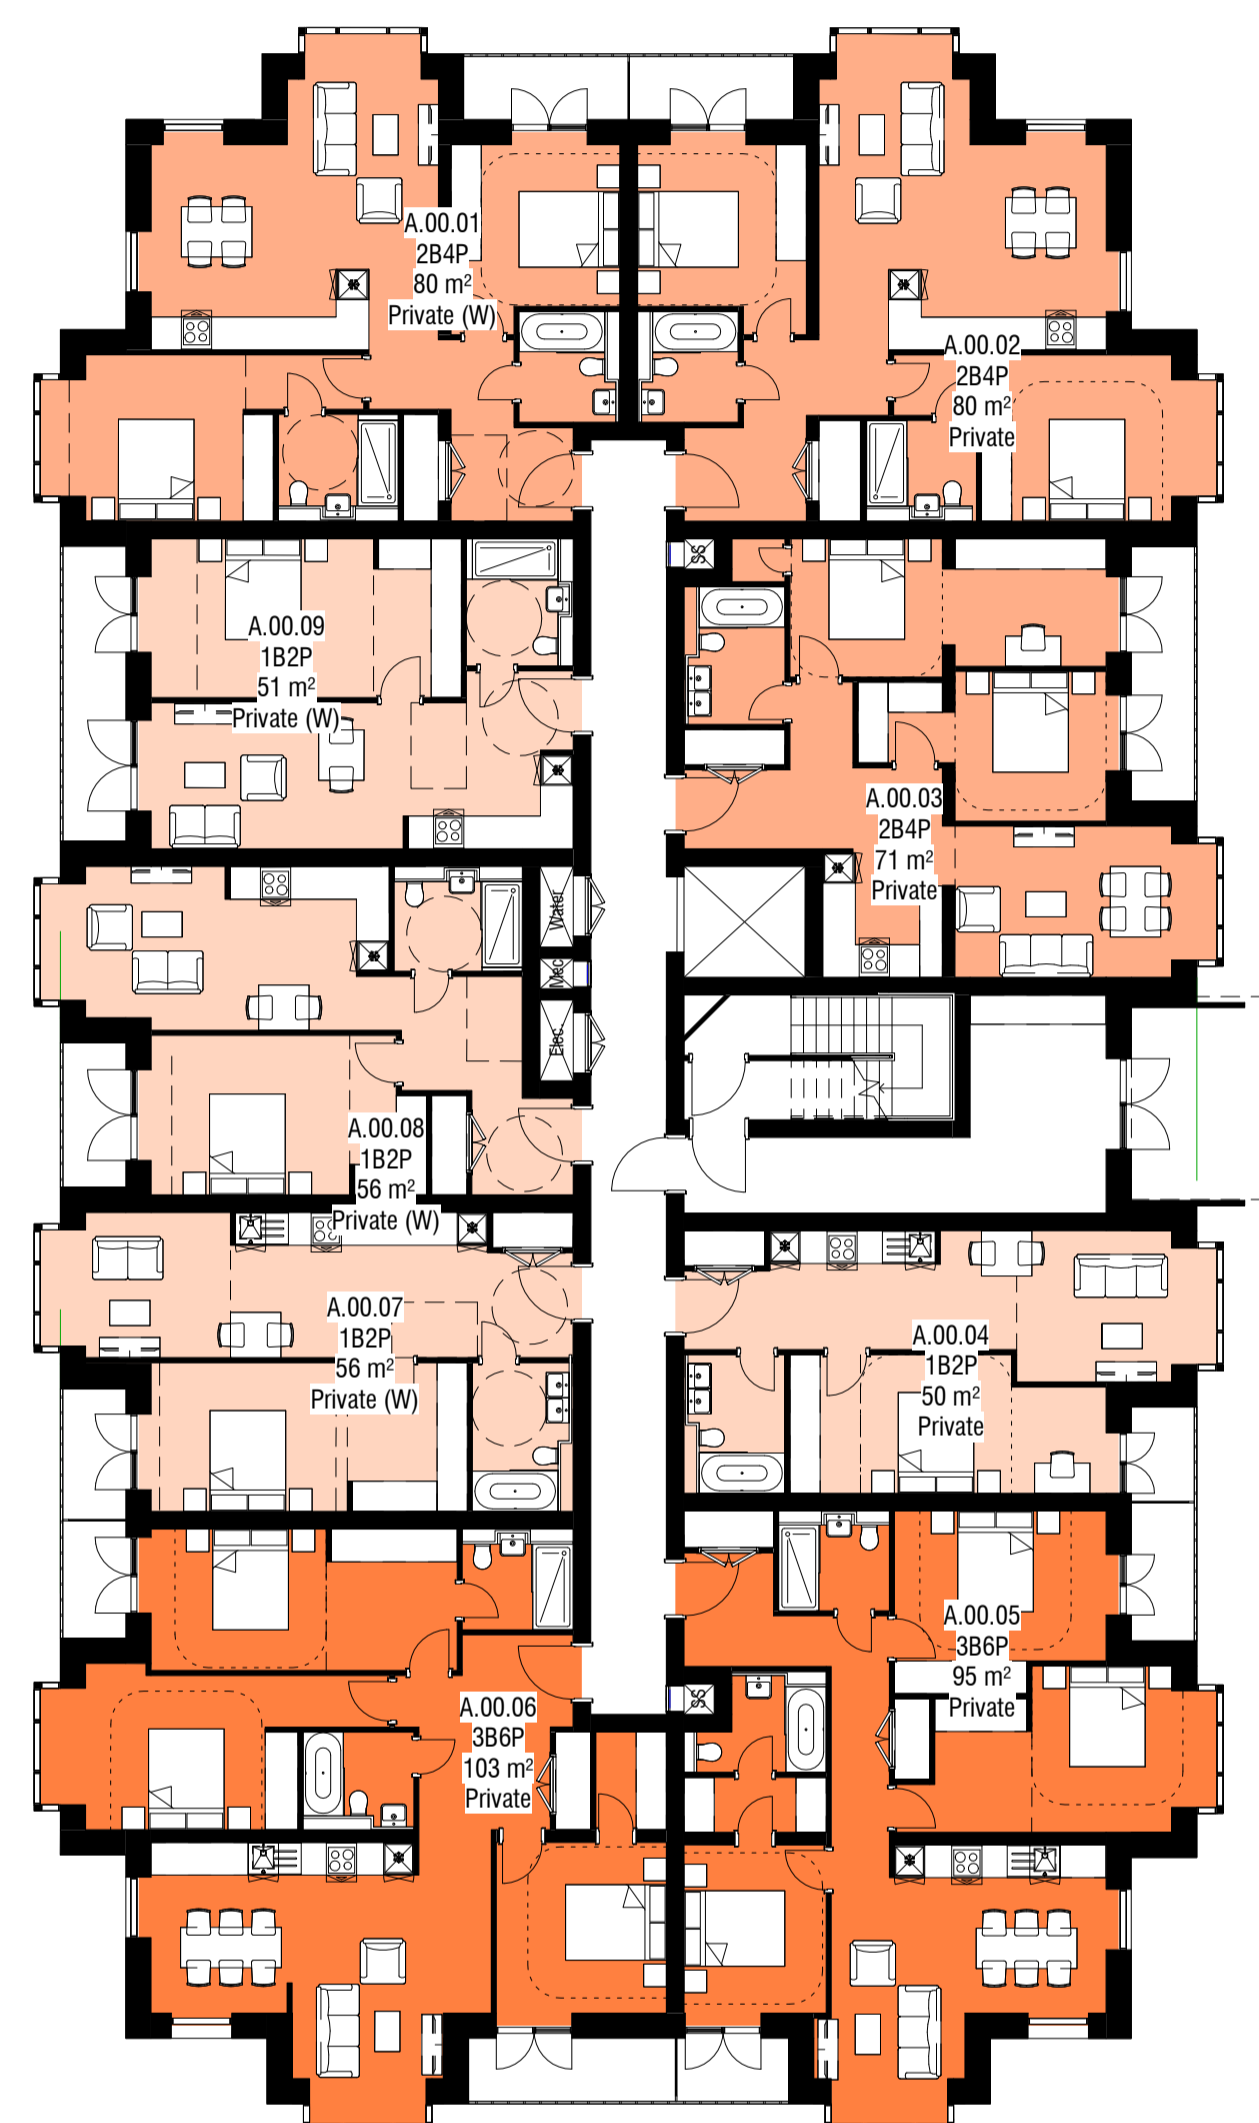 A.00.01
2B4P
80 m²
Private (W)
A.00.02
2B4P
80 m²
Private
SS
A.00.09
1B2P
51 m²
Private (W)
A.00.03
2B4P
71 m²
Private
Water
Mec
Elec.
A.00.08
1B2P
56 m²
Private (W)
A.00.07
1B2P
56 m²
Private (W)
A.00.04
1B2P
50 m²
Private
A.00.05
3B6P
95 m²
Private
SS
A.00.06
3B6P
103 m²
Private